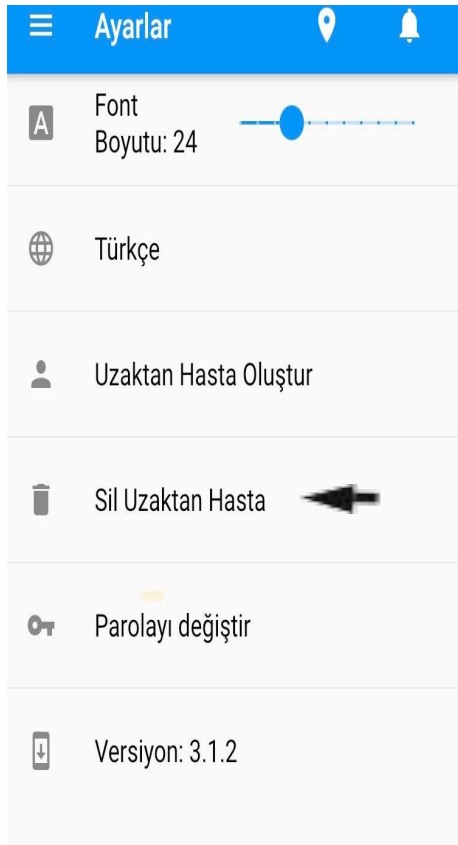 Ayarlar
Font
Boyutu: 24
Türkçe
Uzaktan Hasta Oluştur
Sil Uzaktan Hasta
Parolayı değiştir
Versiyon: 3.1.2